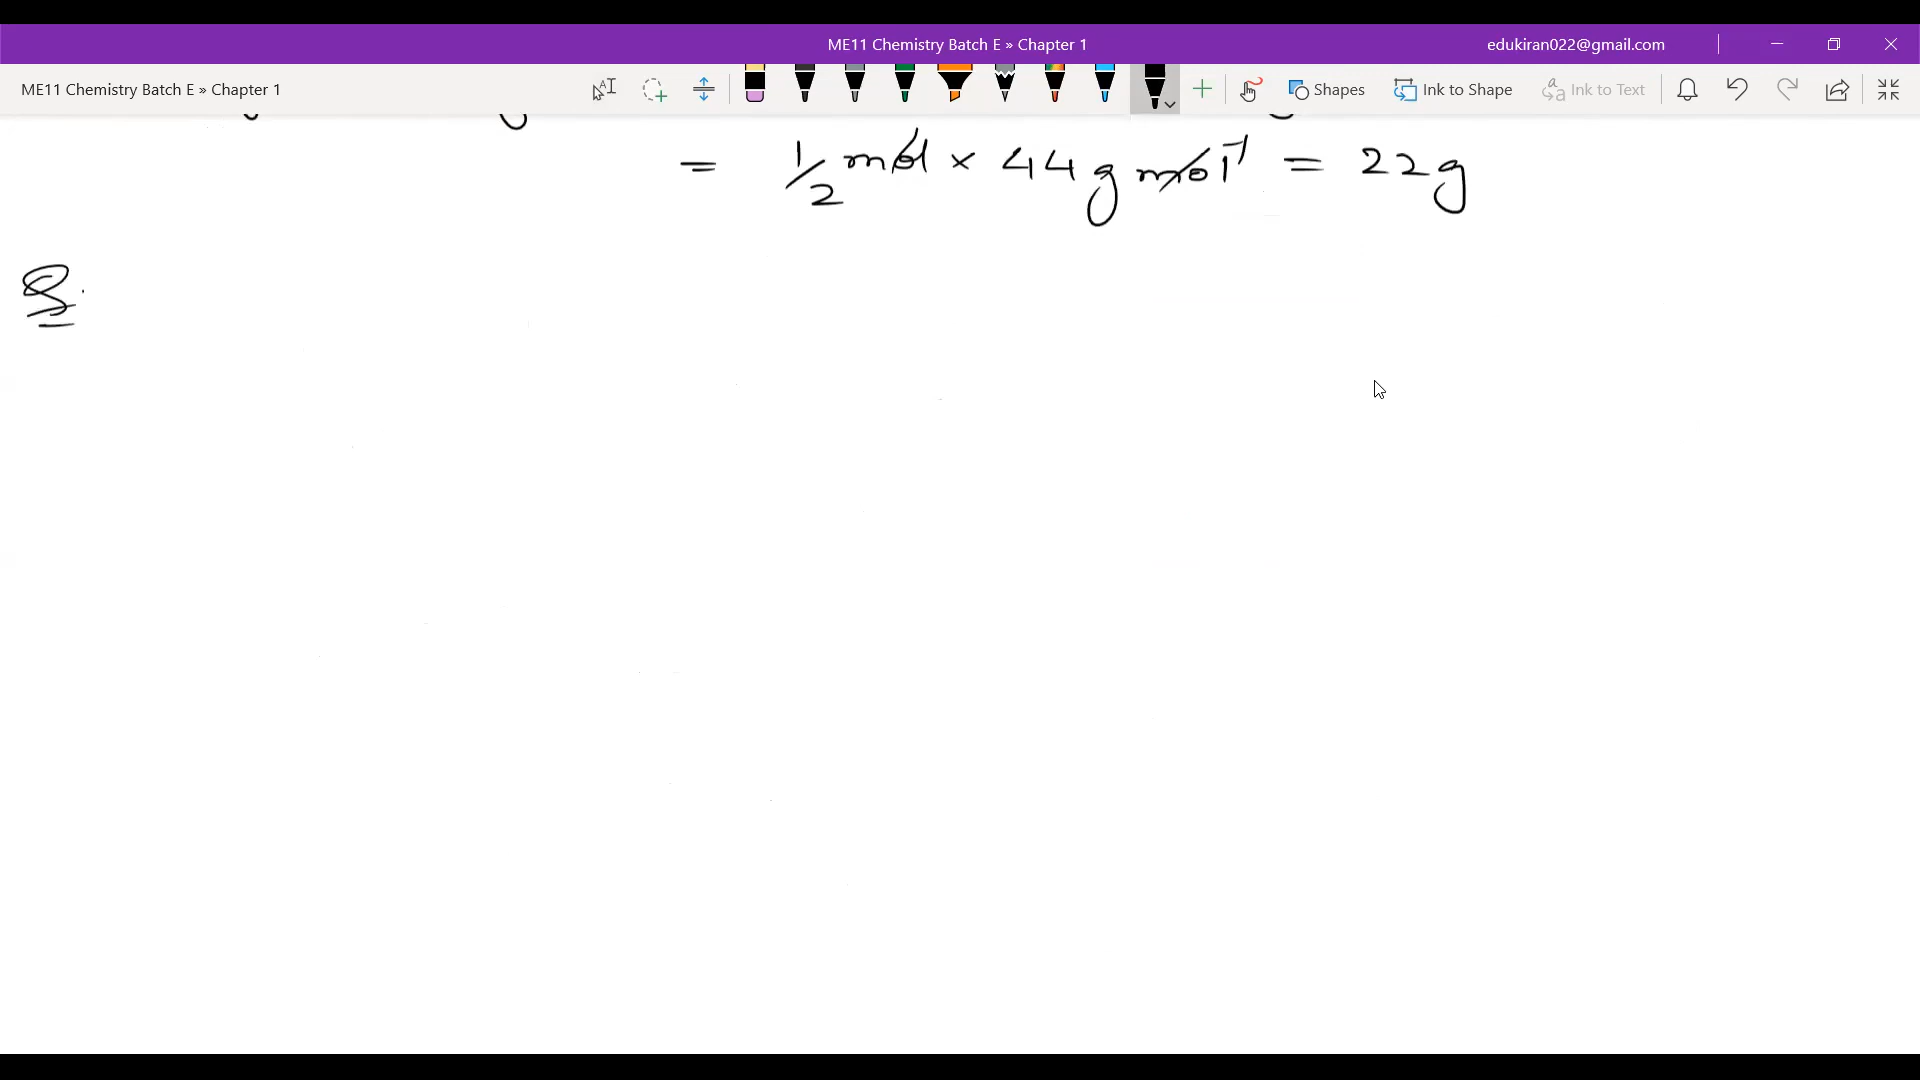 ME11 Chemistry Batch E » Chapter 1
edukiran022@gmail.com
ME11 Chemistry Batch E » Chapter 1
Shapes
Ink to Shape
Ink to Text
= 1/2 mol × 44 g mol⁻¹ = 22g
Q.